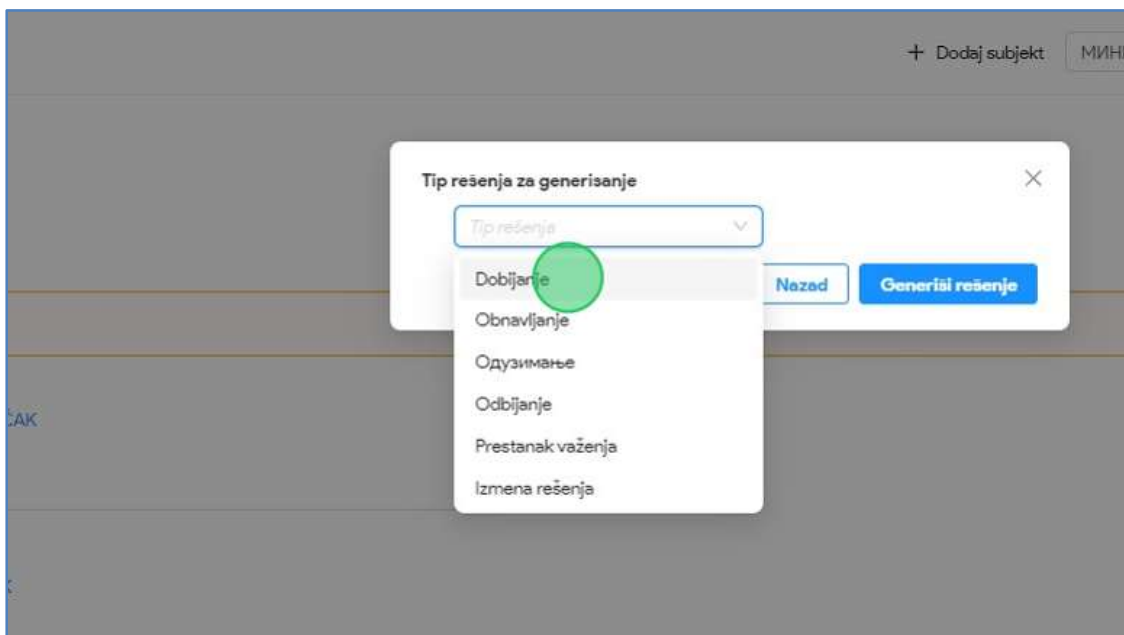 + Dodaj subjekt
Tip rešenja za generisanje
Tip rešenja
Dobijanje
Nazad
Generiši rešenje
Obnavljanje
Одузимање
Odbijanje
Prestanak važenja
Izmena rešenja